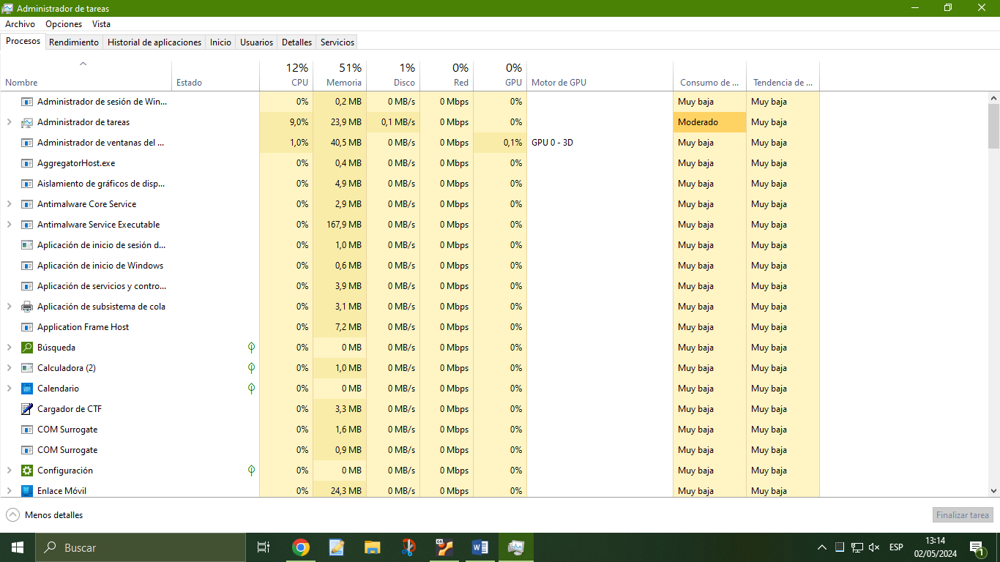 Administrador de tareas
Archivo Opciones Vista
Procesos Rendimiento Historial de aplicaciones Inicio Usuarios Detalles Servicios
12% 51% 1% 0% 0%
Nombre Estado CPU Memoria Disco Red GPU Motor de GPU Consumo de ... Tendencia de ...
Administrador de sesión de Win... 0% 0,2 MB 0 MB/s 0 Mbps 0% Muy baja Muy baja
Administrador de tareas 9,0% 23,9 MB 0,1 MB/s 0 Mbps 0% Moderado Muy baja
Administrador de ventanas del ... 1,0% 40,5 MB 0 MB/s 0 Mbps 0,1% GPU 0 - 3D Muy baja Muy baja
AggregatorHost.exe 0% 0,4 MB 0 MB/s 0 Mbps 0% Muy baja Muy baja
Aislamiento de gráficos de disp... 0% 4,9 MB 0 MB/s 0 Mbps 0% Muy baja Muy baja
Antimalware Core Service 0% 2,9 MB 0 MB/s 0 Mbps 0% Muy baja Muy baja
Antimalware Service Executable 0% 167,9 MB 0 MB/s 0 Mbps 0% Muy baja Muy baja
Aplicación de inicio de sesión d... 0% 1,0 MB 0 MB/s 0 Mbps 0% Muy baja Muy baja
Aplicación de inicio de Windows 0% 0,6 MB 0 MB/s 0 Mbps 0% Muy baja Muy baja
Aplicación de servicios y contro... 0% 3,9 MB 0 MB/s 0 Mbps 0% Muy baja Muy baja
Aplicación de subsistema de cola 0% 3,1 MB 0 MB/s 0 Mbps 0% Muy baja Muy baja
Application Frame Host 0% 7,2 MB 0 MB/s 0 Mbps 0% Muy baja Muy baja
Búsqueda 0% 0 MB 0 MB/s 0 Mbps 0% Muy baja Muy baja
Calculadora (2) 0% 1,0 MB 0 MB/s 0 Mbps 0% Muy baja Muy baja
Calendario 0% 0 MB 0 MB/s 0 Mbps 0% Muy baja Muy baja
Cargador de CTF 0% 3,3 MB 0 MB/s 0 Mbps 0% Muy baja Muy baja
COM Surrogate 0% 1,6 MB 0 MB/s 0 Mbps 0% Muy baja Muy baja
COM Surrogate 0% 0,9 MB 0 MB/s 0 Mbps 0% Muy baja Muy baja
Configuración 0% 0 MB 0 MB/s 0 Mbps 0% Muy baja Muy baja
Enlace Móvil 0% 24,3 MB 0 MB/s 0 Mbps 0% Muy baja Muy baja
Menos detalles Finalizar tarea
Buscar 64 W ESP 13:14
02/05/2024 1